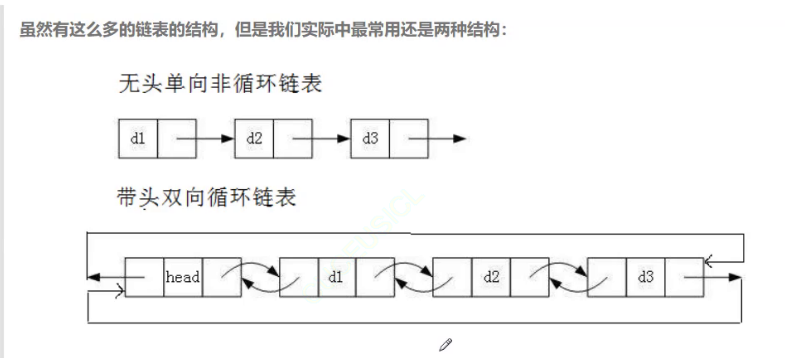 虽然有这么多的链表的结构，但是我们实际中最常用还是两种结构：
无头单向非循环链表
d1 d2 d3
带头双向循环链表
head d1 d2 d3